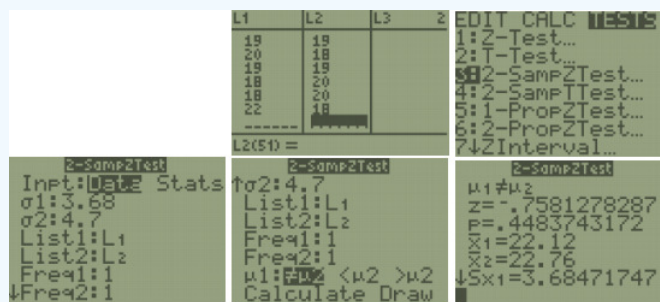 L1 L2 L3 2
19 19
20 18
19 19
18 20
18 20
22 18
------
L2(51) =
EDIT CALC TESTS
1:Z-Test…
2:T-Test…
3:2-SampZTest…
4:2-SampTTest…
5:1-PropZTest…
6:2-PropZTest…
7↓ZInterval…
2-SampZTest
Inpt:Data Stats
σ1:3.68
σ2:4.7
List1:L1
List2:L2
Freq1:1
↓Freq2:1
2-SampZTest
↑σ2:4.7
List1:L1
List2:L2
Freq1:1
Freq2:1
μ1:≠μ2 <μ2 >μ2
Calculate Draw
2-SampZTest
μ1≠μ2
z=-.7581278287
p=.4483743172
x̄1=22.12
x̄2=22.76
↓Sx1=3.68471747